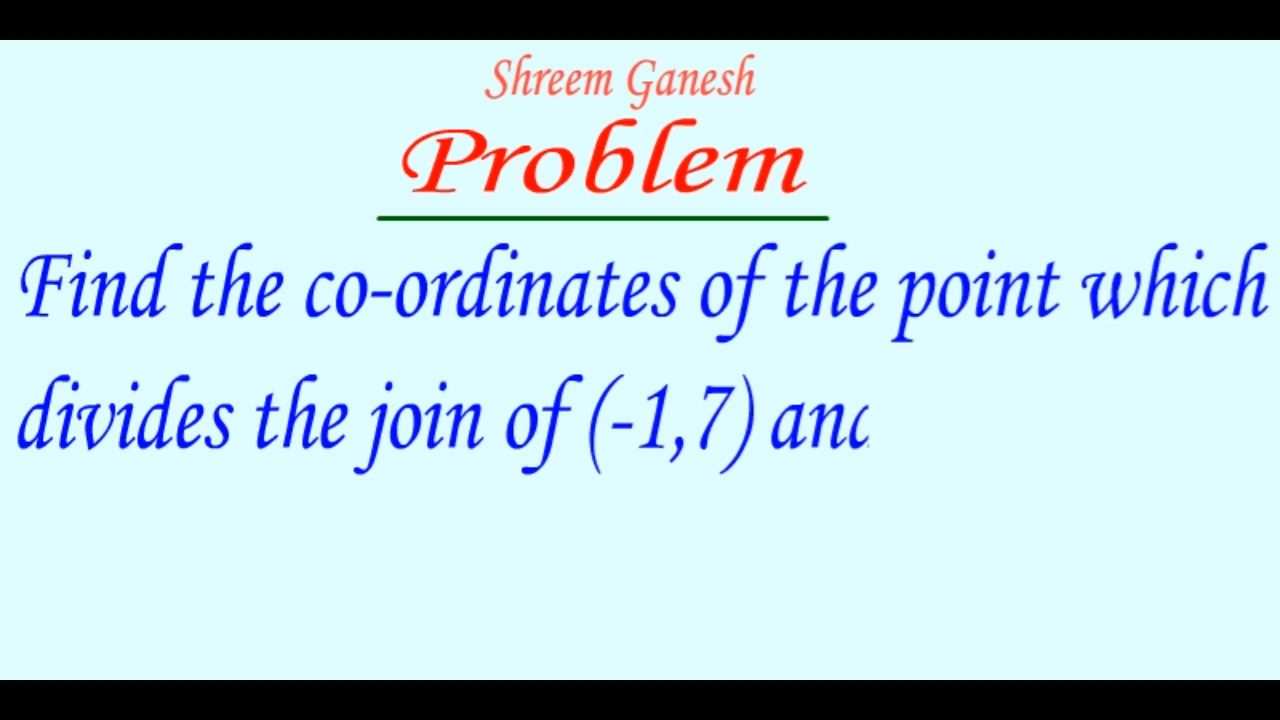 Shreem Ganesh
Problem
Find the co-ordinates of the point which
divides the join of (-1,7)